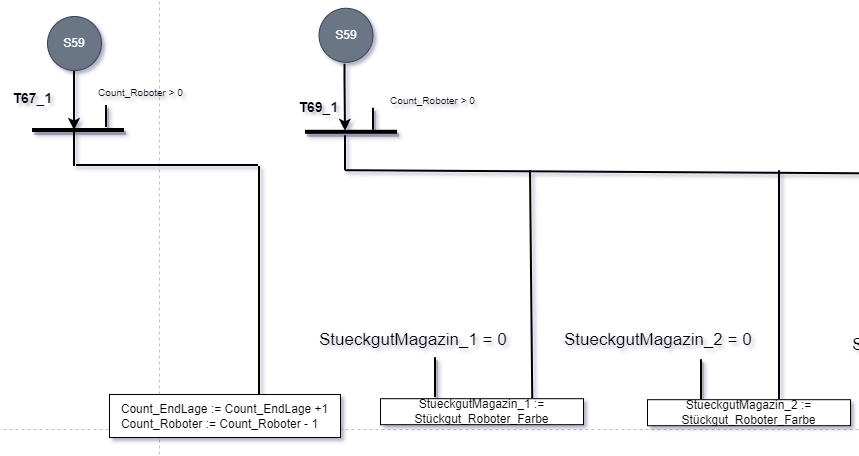 S59
T67_1
Count_Roboter > 0
S59
T69_1
Count_Roboter > 0
StueckgutMagazin_1 = 0
StueckgutMagazin_2 = 0
Count_EndLage := Count_EndLage +1
Count_Roboter := Count_Roboter - 1
StueckgutMagazin_1 :=
Stückgut_Roboter_Farbe
StueckgutMagazin_2 :=
Stückgut_Roboter_Farbe